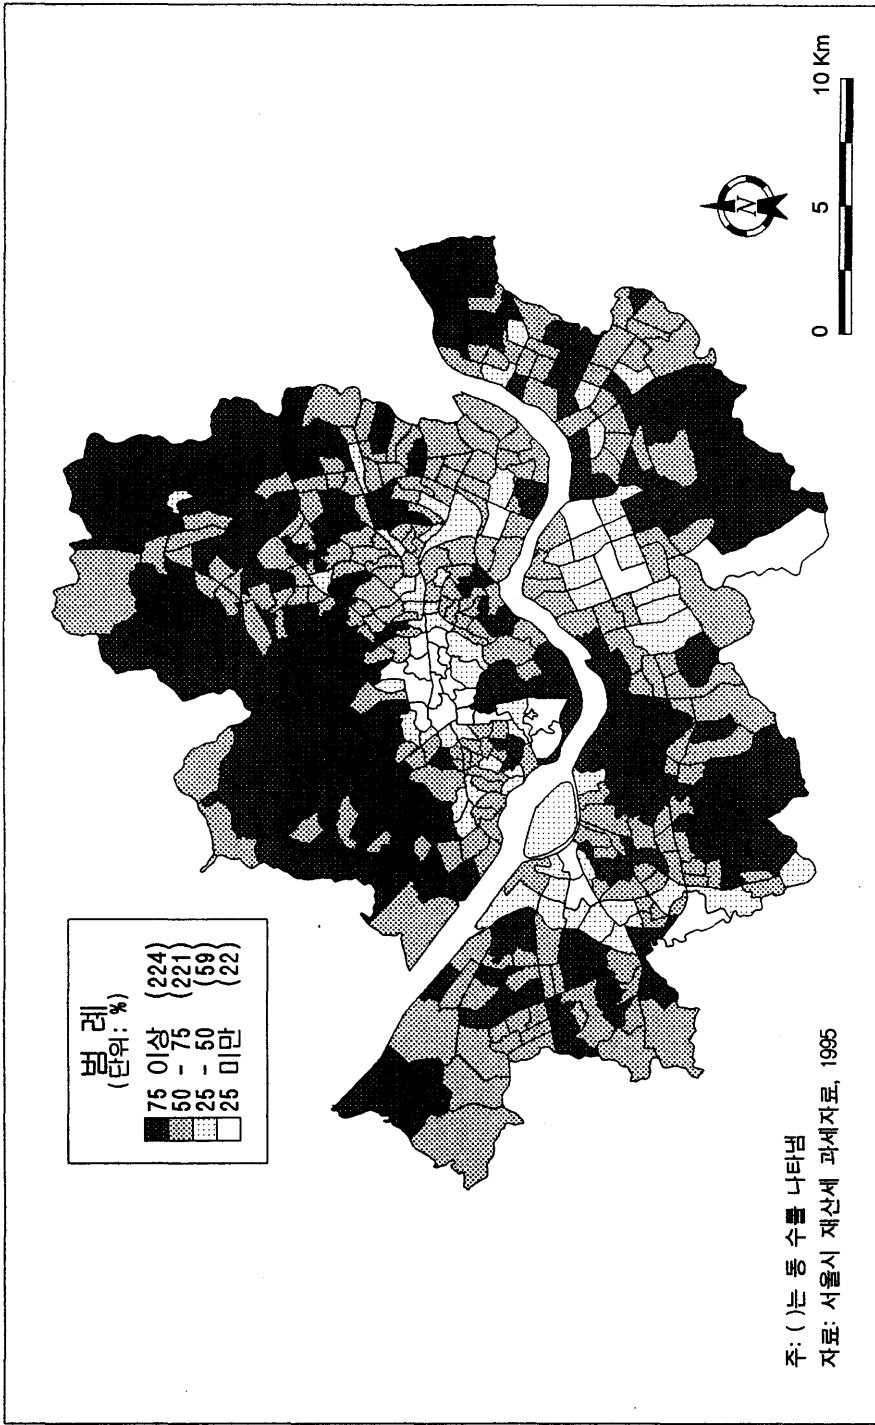 범 례
(단위: %)
75 이상 (224)
50 - 75 (221)
25 - 50 (59)
25 미만 (22)
N
0 5 10 Km
주: ( )는 동 수를 나타냄
자료: 서울시 재산세 과세자료, 1995